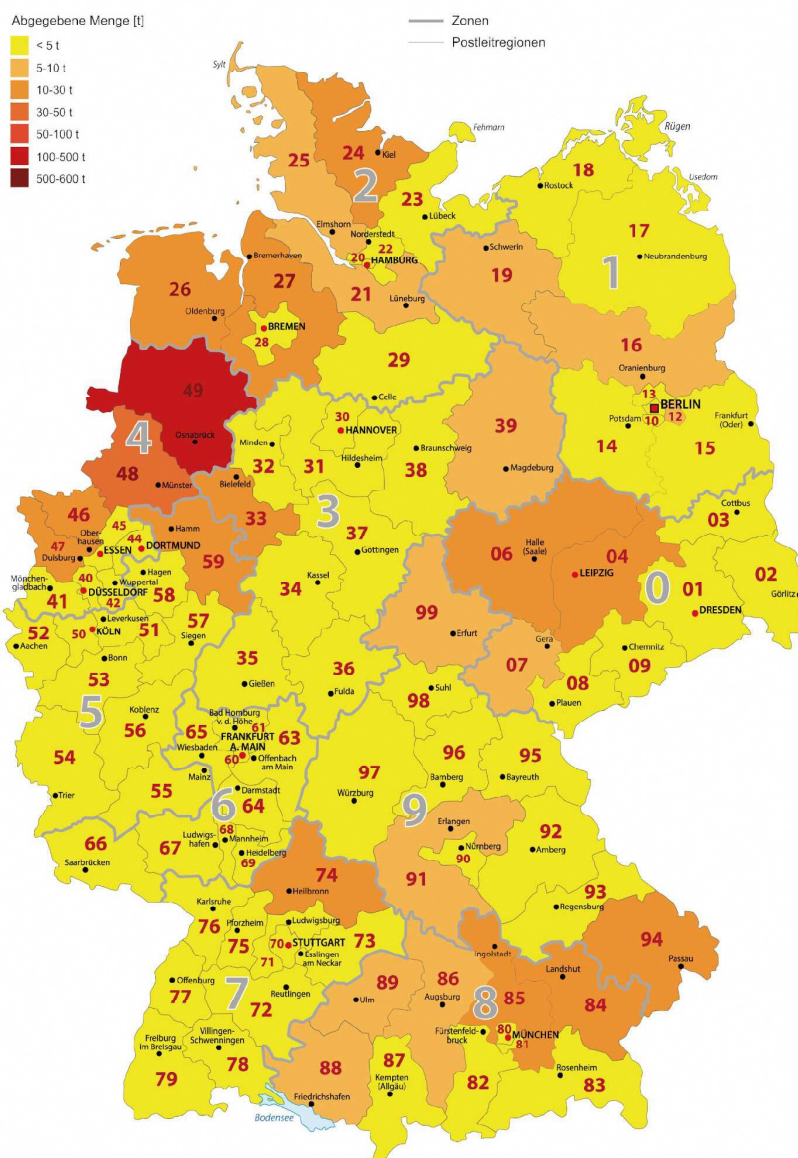 Abgegebene Menge [t]
< 5 t
5-10 t
10-30 t
30-50 t
50-100 t
100-500 t
500-600 t
Zonen
Postleitregionen
Sylt
Fehmarn
Rügen
Usedom
25
24
Kiel
2
23
Lübeck
18
Rostock
17
Neubrandenburg
1
Elmshorn
Norderstedt
22
20
HAMBURG
Schwerin
19
Bremerhaven
26
27
21
Lüneburg
Oldenburg
BREMEN
28
29
Celle
16
Oranienburg
13
BERLIN
10
12
Potsdam
Frankfurt
(Oder)
14
15
49
Osnabrück
4
48
Münster
30
HANNOVER
Minden
32
31
Hildesheim
Braunschweig
38
39
Magdeburg
Bielefeld
33
3
37
Göttingen
46
45
44
Ober-
hausen
47
Duisburg
ESSEN
DORTMUND
Hamm
59
Mönchen-
gladbach
40
DÜSSELDORF
41
42
Wuppertal
Hagen
58
Cottbus
03
06
Halle
(Saale)
04
LEIPZIG
0
01
DRESDEN
02
Görlitz
Kassel
34
99
Erfurt
Gera
07
Chemnitz
09
08
Plauen
52
Aachen
50
KÖLN
Leverkusen
51
57
Siegen
Bonn
53
5
35
Gießen
36
Fulda
Suhl
98
Koblenz
56
65
Bad Homburg
v. d. Höhe
61
FRANKFURT
A. MAIN
63
60
Offenbach
am Main
Wiesbaden
Mainz
54
Trier
55
6
Darmstadt
64
97
Würzburg
96
Bamberg
95
Bayreuth
9
66
Saarbrücken
67
Ludwigs-
hafen
68
Mannheim
Heidelberg
69
Erlangen
Nürnberg
90
91
92
Amberg
93
Regensburg
74
Heilbronn
94
Passau
Karlsruhe
76
Pforzheim
75
Ludwigsburg
70
STUTTGART
71
Esslingen
am Neckar
73
Ingolstadt
Landshut
84
85
Offenburg
77
7
Reutlingen
72
89
Ulm
86
Augsburg
8
Fürstenfeld-
bruck
80
MÜNCHEN
81
Freiburg
im Breisgau
79
Villingen-
Schwenningen
78
88
Friedrichshafen
87
Kempten
(Allgäu)
82
Rosenheim
83
Bodensee